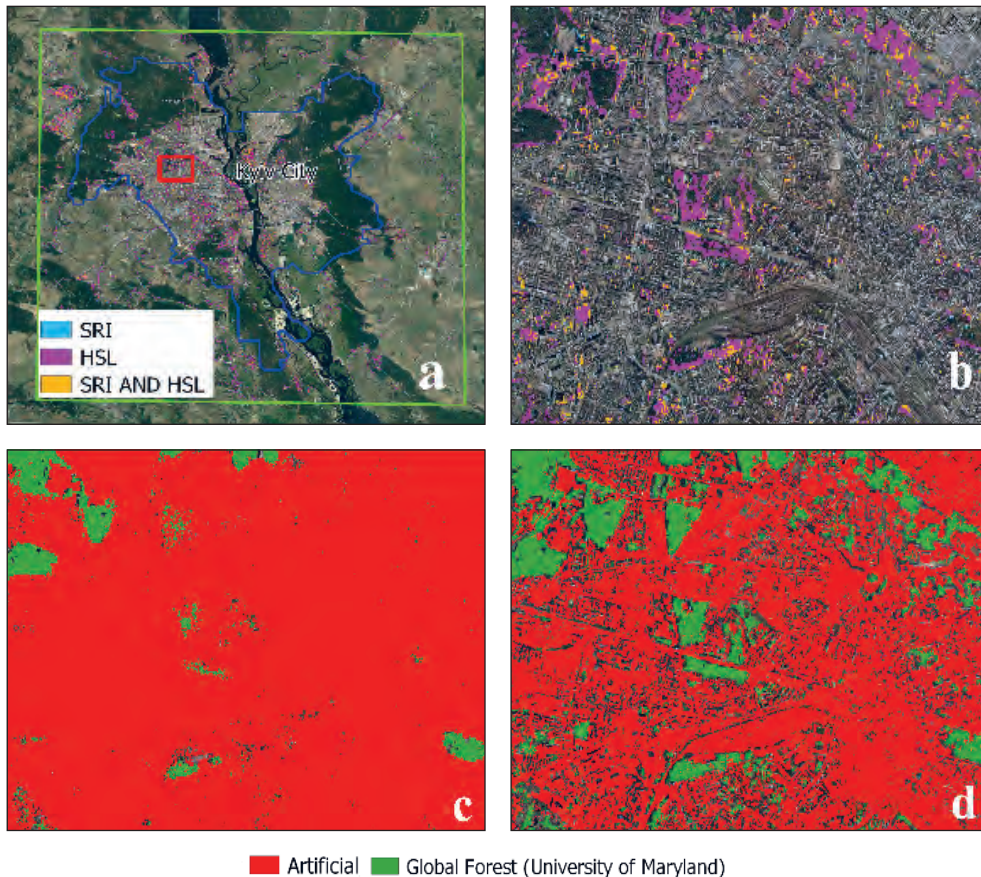 Kyiv City
SRI
HSL
SRI AND HSL
a
b
c
d
Artificial
Global Forest (University of Maryland)